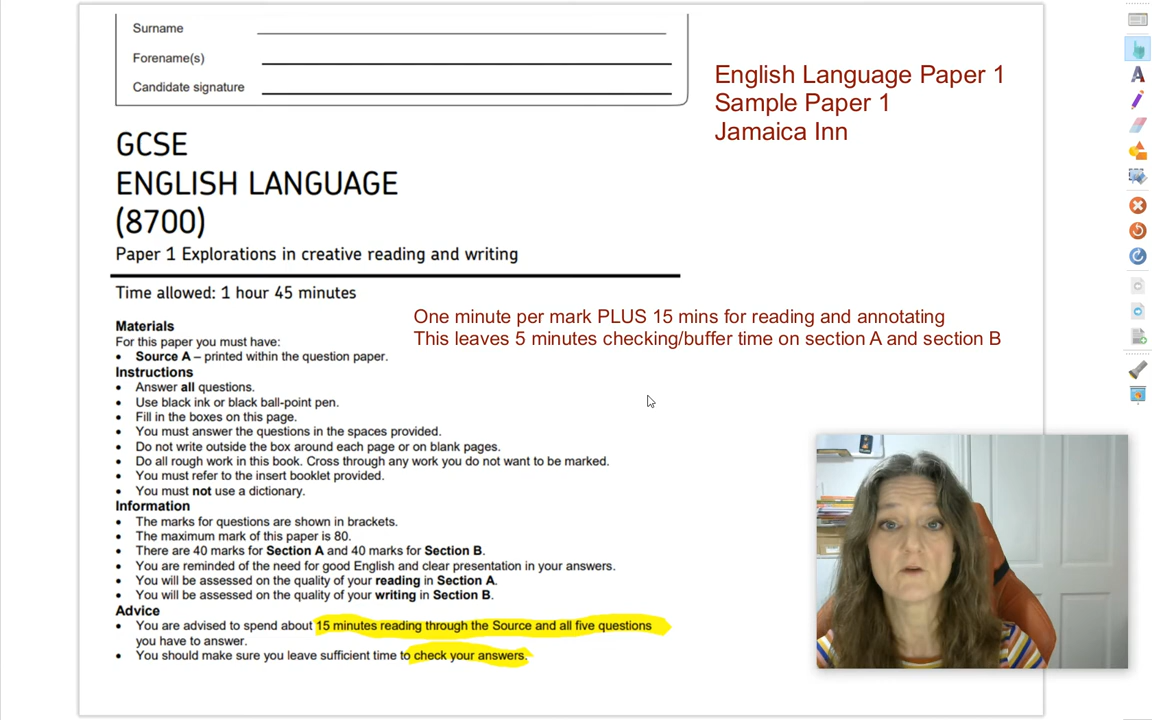 Surname
Forename(s)
Candidate signature
English Language Paper 1
Sample Paper 1
Jamaica Inn
GCSE
ENGLISH LANGUAGE
(8700)
Paper 1 Explorations in creative reading and writing
Time allowed: 1 hour 45 minutes
One minute per mark PLUS 15 mins for reading and annotating
This leaves 5 minutes checking/buffer time on section A and section B
Materials
For this paper you must have:
• Source A – printed within the question paper.
Instructions
• Answer all questions.
• Use black ink or black ball-point pen.
• Fill in the boxes on this page.
• You must answer the questions in the spaces provided.
• Do not write outside the box around each page or on blank pages.
• Do all rough work in this book. Cross through any work you do not want to be marked.
• You must refer to the insert booklet provided.
• You must not use a dictionary.
Information
• The marks for questions are shown in brackets.
• The maximum mark of this paper is 80.
• There are 40 marks for Section A and 40 marks for Section B.
• You are reminded of the need for good English and clear presentation in your answers.
• You will be assessed on the quality of your reading in Section A.
• You will be assessed on the quality of your writing in Section B.
Advice
• You are advised to spend about 15 minutes reading through the Source and all five questions
you have to answer.
• You should make sure you leave sufficient time to check your answers.